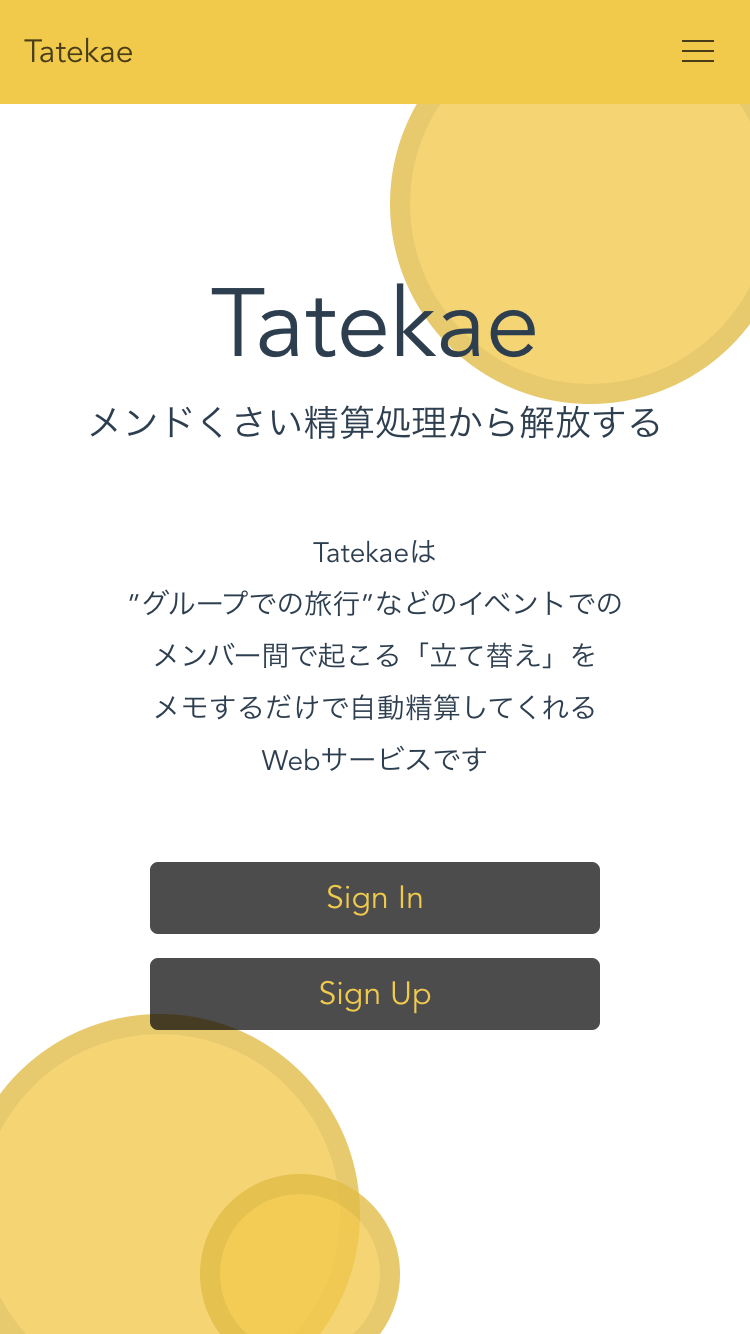 Tatekae
Tatekae
メンドくさい精算処理から解放する
Tatekaeは
”グループでの旅行”などのイベントでの
メンバー間で起こる「立て替え」を
メモするだけで自動精算してくれる
Webサービスです
Sign In
Sign Up